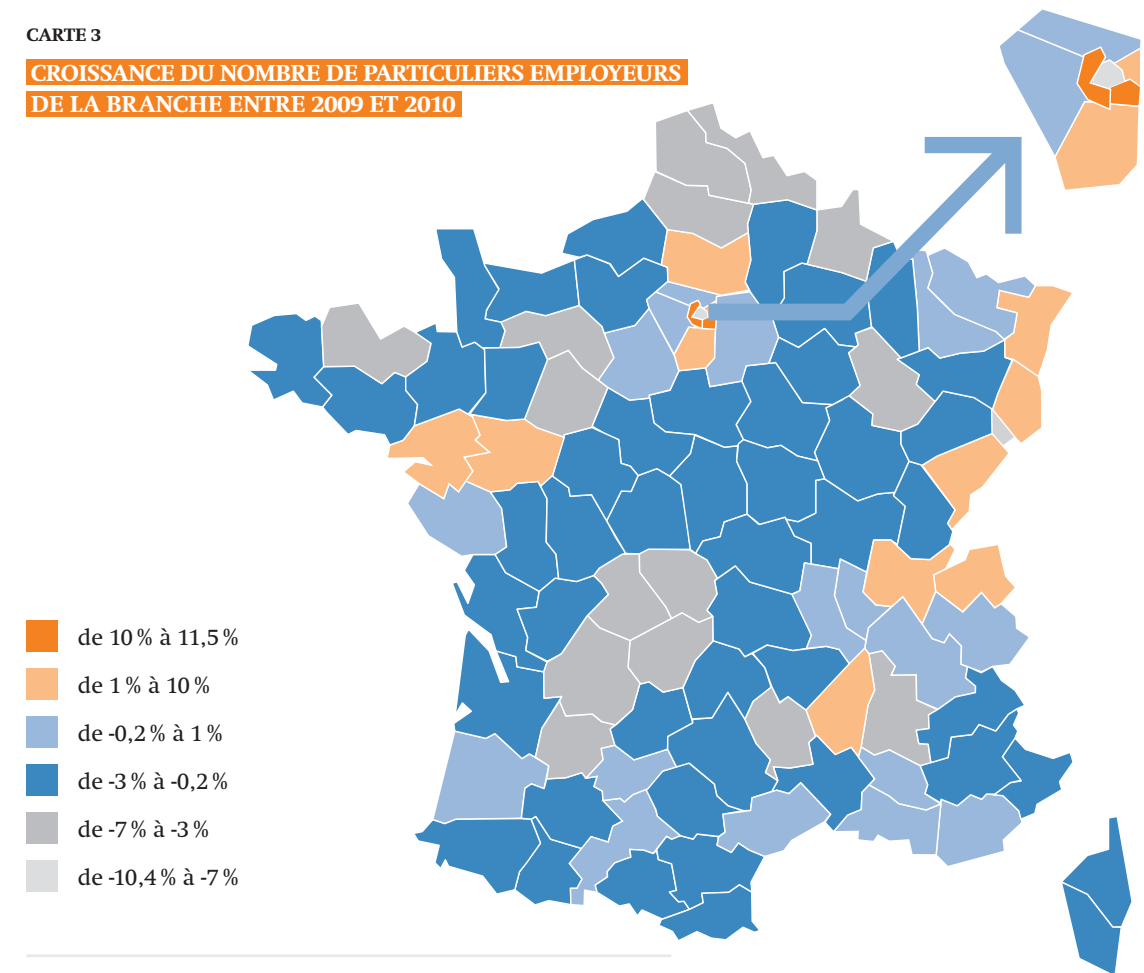 CARTE 3
CROISSANCE DU NOMBRE DE PARTICULIERS EMPLOYEURS
DE LA BRANCHE ENTRE 2009 ET 2010
de 10 % à 11,5 %
de 1 % à 10 %
de -0,2 % à 1 %
de -3 % à -0,2 %
de -7 % à -3 %
de -10,4 % à -7 %